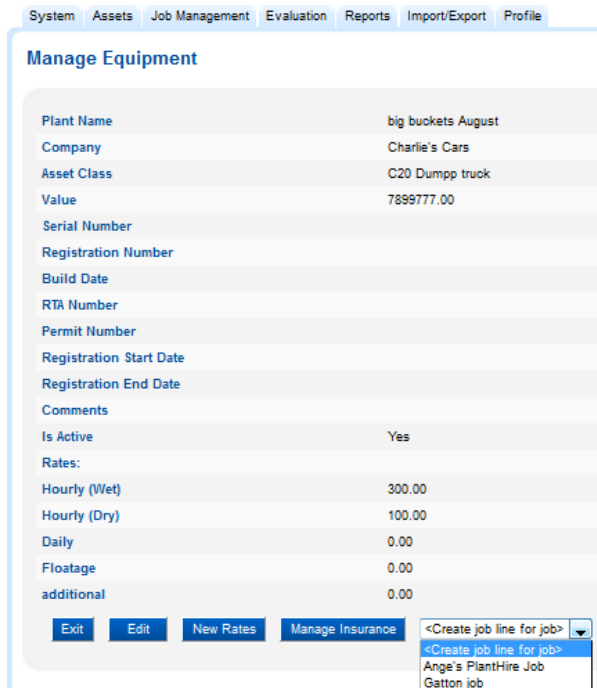 System Assets Job Management Evaluation Reports Import/Export Profile
Manage Equipment
Plant Name big buckets August
Company Charlie's Cars
Asset Class C20 Dumpp truck
Value 7899777.00
Serial Number
Registration Number
Build Date
RTA Number
Permit Number
Registration Start Date
Registration End Date
Comments
Is Active Yes
Rates:
Hourly (Wet) 300.00
Hourly (Dry) 100.00
Daily 0.00
Floatage 0.00
additional 0.00
Exit Edit New Rates Manage Insurance <Create job line for job>
<Create job line for job>
Ange's PlantHire Job
Gatton job